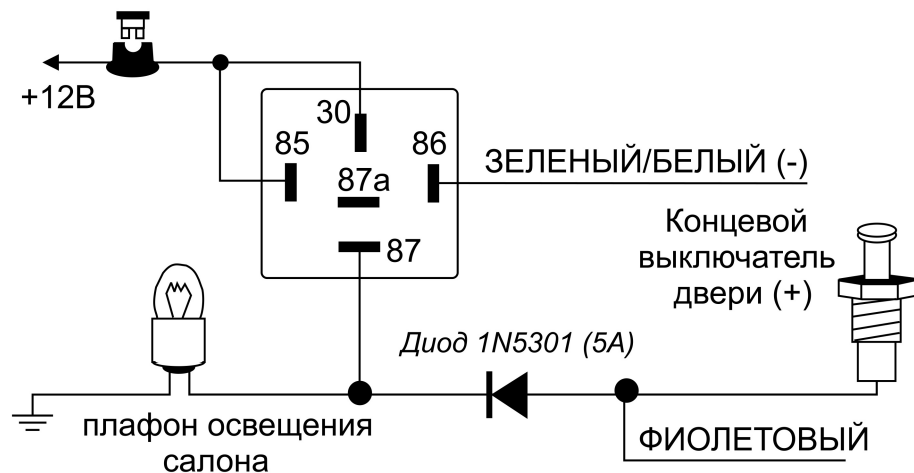 +12В
30
85
86
87а
87
ЗЕЛЕНЫЙ/БЕЛЫЙ (-)
Концевой
выключатель
двери (+)
Диод 1N5301 (5А)
плафон освещения
салона
ФИОЛЕТОВЫЙ